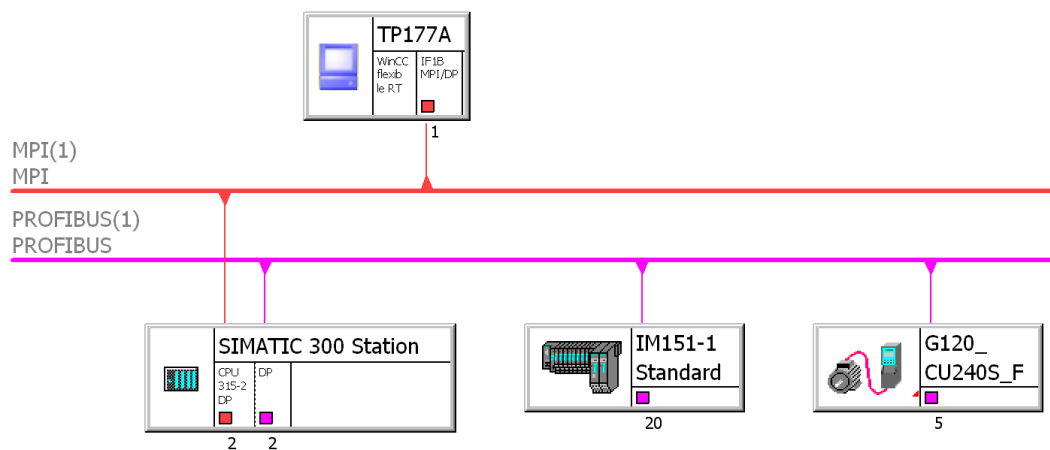 TP177A
WinCC
flexib
le RT
IF1B
MPI/DP
1
MPI(1)
MPI
PROFIBUS(1)
PROFIBUS
SIMATIC 300 Station
CPU
315-2
DP
DP
2
2
IM151-1
Standard
20
G120_
CU240S_F
5